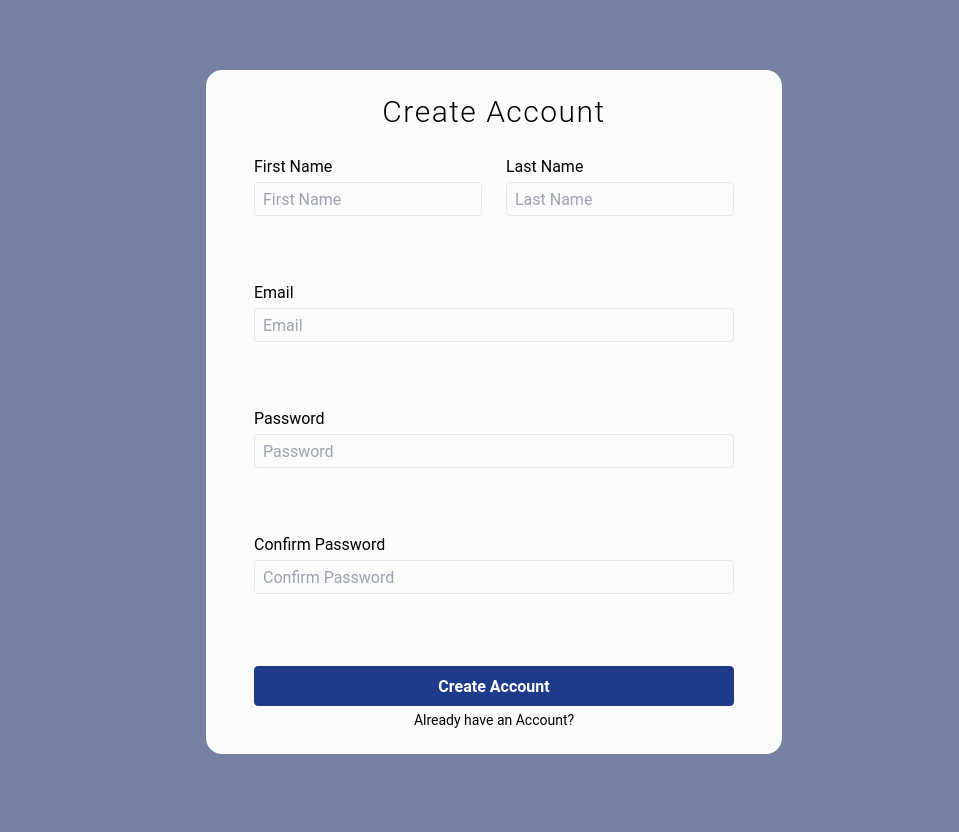 Create Account
First Name Last Name
First Name Last Name
Email
Email
Password
Password
Confirm Password
Confirm Password
Create Account
Already have an Account?